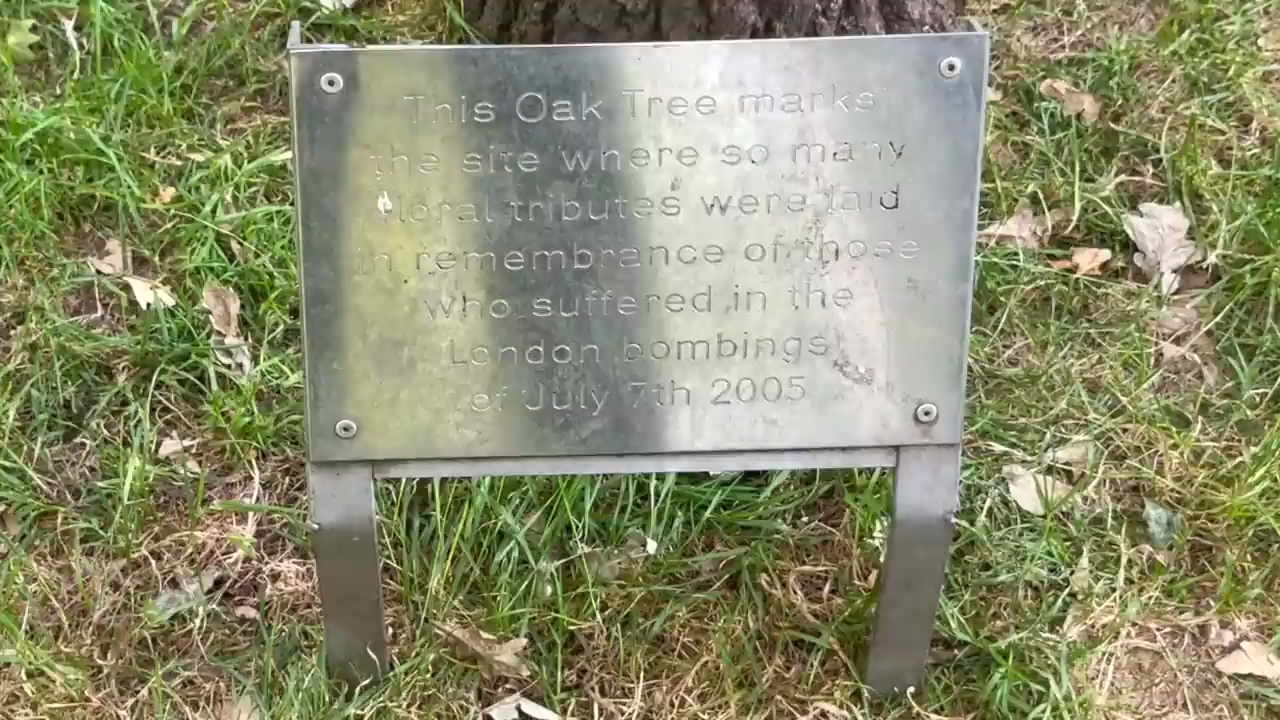 This Oak Tree marks
the site where so many
floral tributes were laid
in remembrance of those
who suffered in the
London bombings
of July 7th 2005